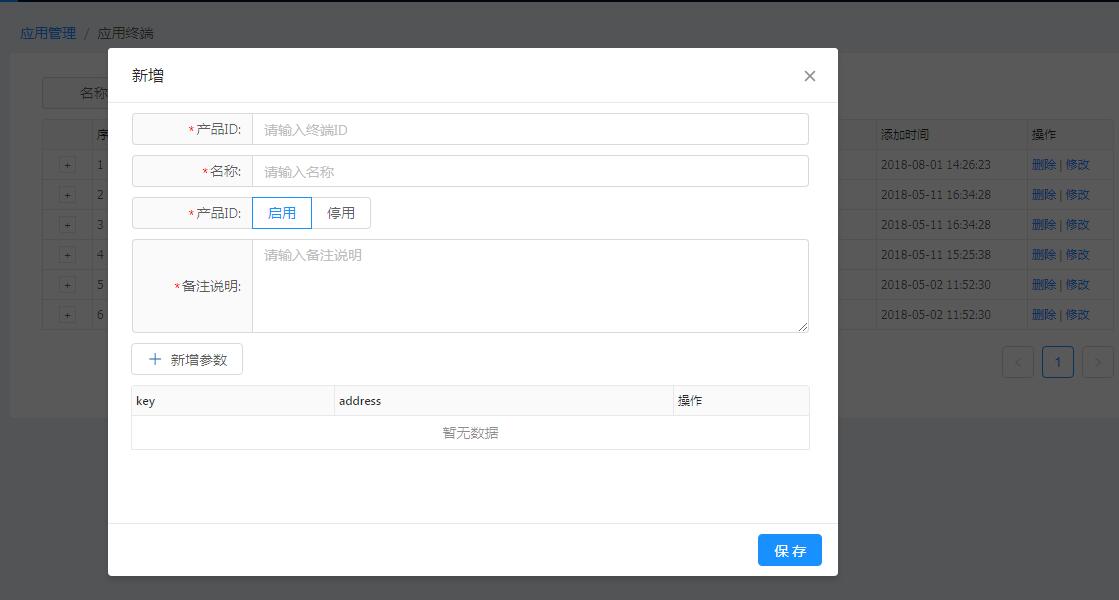 应用管理 / 应用终端
新增
名称
*产品ID: 请输入终端ID
*名称: 请输入名称
*产品ID: 启用 停用
*备注说明: 请输入备注说明
+ 新增参数
key address 操作
暂无数据
保 存
序 添加时间 操作
+ 1 2018-08-01 14:26:23 删除 | 修改
+ 2 2018-05-11 16:34:28 删除 | 修改
+ 3 2018-05-11 16:34:28 删除 | 修改
+ 4 2018-05-11 15:25:38 删除 | 修改
+ 5 2018-05-02 11:52:30 删除 | 修改
+ 6 2018-05-02 11:52:30 删除 | 修改
< 1 >